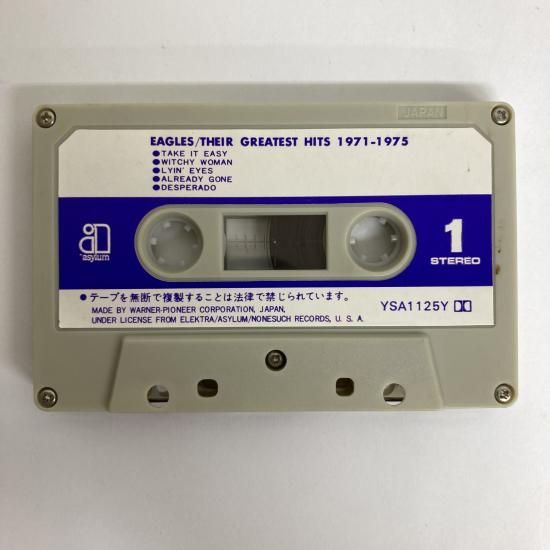 JAPAN
EAGLES/THEIR GREATEST HITS 1971-1975
●TAKE IT EASY
●WITCHY WOMAN
●LYIN' EYES
●ALREADY GONE
●DESPERADO
asylum
1
STEREO
●テープを無断で複製することは法律で禁じられています。
MADE BY WARNER-PIONEER CORPORATION, JAPAN,
UNDER LICENSE FROM ELEKTRA/ASYLUM/NONESUCH RECORDS, U. S. A.
YSA1125Y